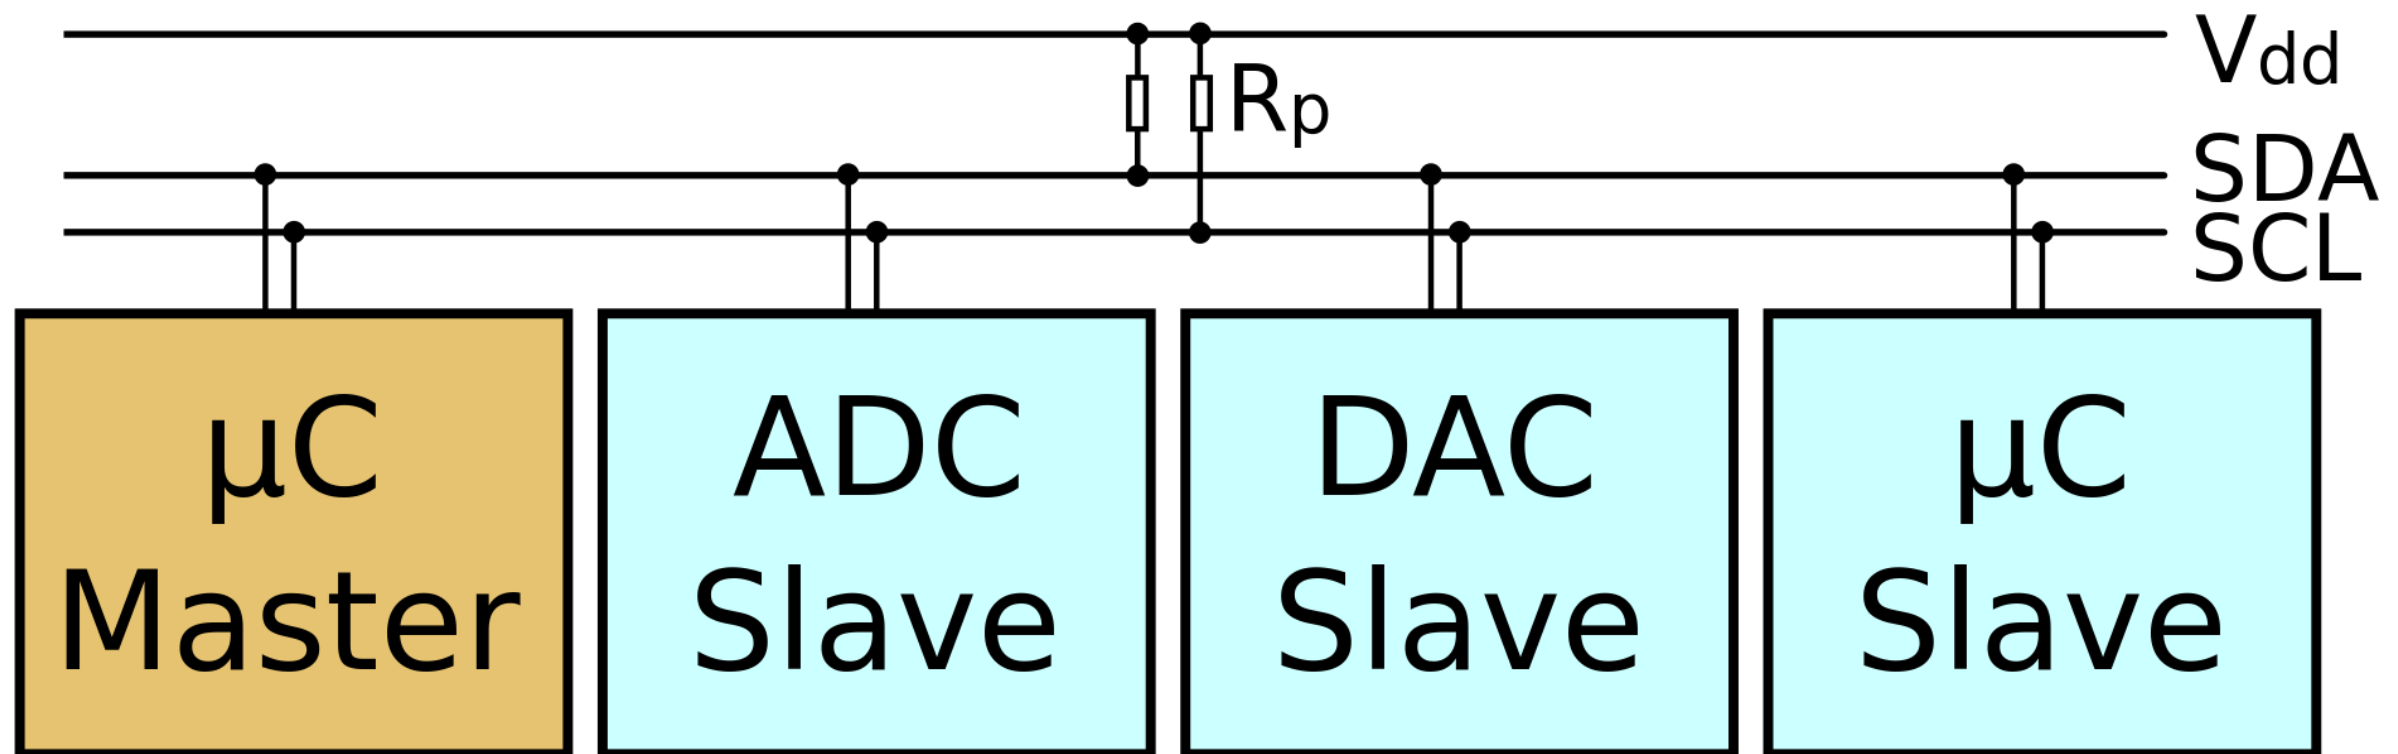 Vdd
Rp
SDA
SCL
µC
Master
ADC
Slave
DAC
Slave
µC
Slave